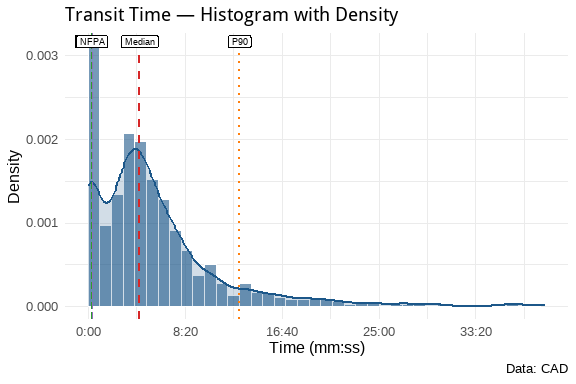 Transit Time — Histogram with Density
NFPA
Median
P90
0.003
0.002
0.001
0.000
Density
0:00
8:20
16:40
25:00
33:20
Time (mm:ss)
Data: CAD